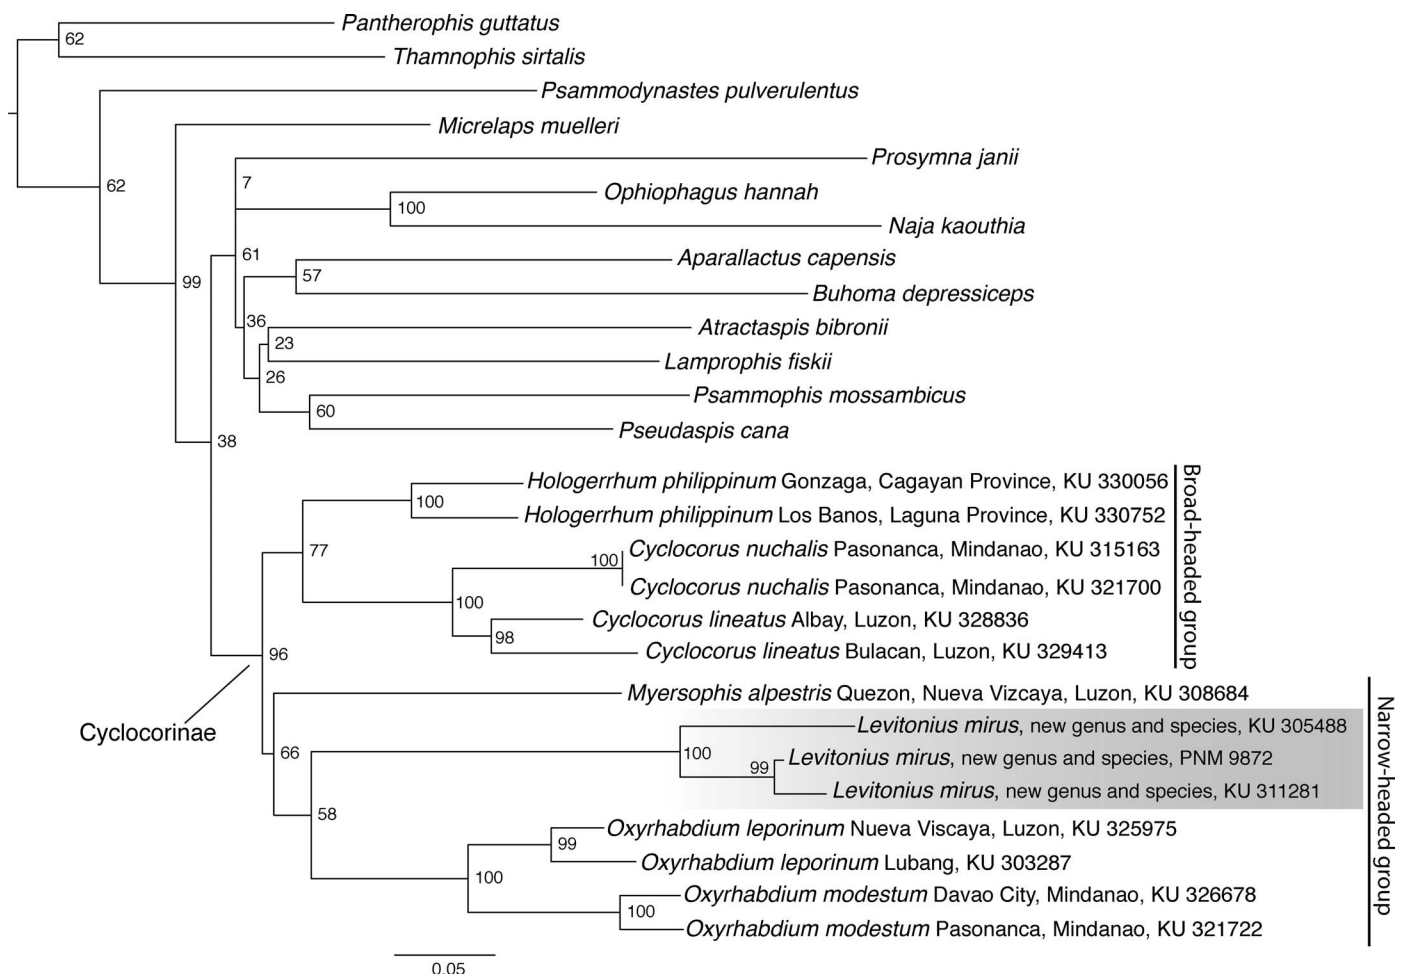 Pantherophis guttatus
62
Thamnophis sirtalis
Psammodynastes pulverulentus
Micrelaps muelleri
Prosymna janii
7
62
Ophiophagus hannah
100
Naja kaouthia
61
Aparallactus capensis
57
99
Buhoma depressiceps
36
Atractaspis bibronii
23
Lamprophis fiskii
26
Psammophis mossambicus
60
Pseudaspis cana
38
Hologerrhum philippinum Gonzaga, Cagayan Province, KU 330056
100
Hologerrhum philippinum Los Banos, Laguna Province, KU 330752
77
Cyclocorus nuchalis Pasonanca, Mindanao, KU 315163
100
Cyclocorus nuchalis Pasonanca, Mindanao, KU 321700
100
Cyclocorus lineatus Albay, Luzon, KU 328836
98
Cyclocorus lineatus Bulacan, Luzon, KU 329413
Broad-headed group
96
Cyclocorinae
Myersophis alpestris Quezon, Nueva Vizcaya, Luzon, KU 308684
66
Levitonius mirus, new genus and species, KU 305488
100
Levitonius mirus, new genus and species, PNM 9872
99
Levitonius mirus, new genus and species, KU 311281
58
Oxyrhabdium leporinum Nueva Viscaya, Luzon, KU 325975
99
Oxyrhabdium leporinum Lubang, KU 303287
100
Oxyrhabdium modestum Davao City, Mindanao, KU 326678
100
Oxyrhabdium modestum Pasonanca, Mindanao, KU 321722
Narrow-headed group
0.05